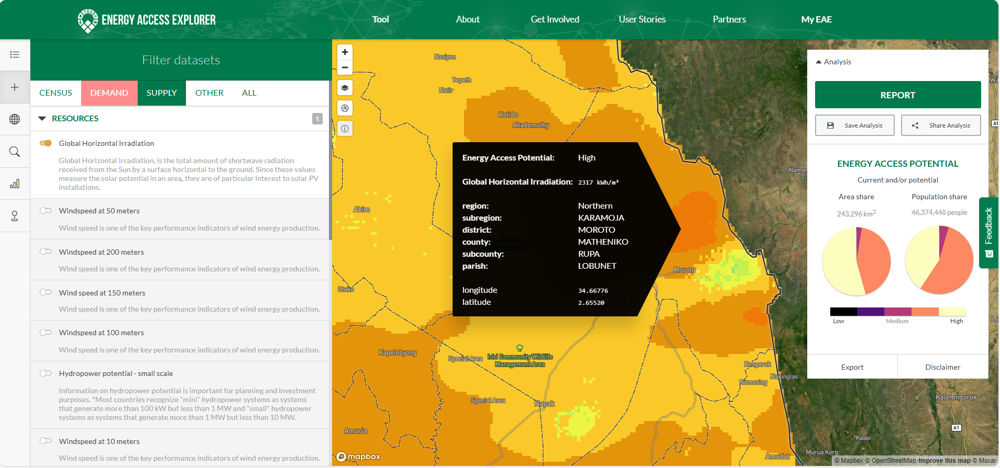 ENERGY ACCESS EXPLORER
Tool
About
Get Involved
User Stories
Partners
My EAE
Filter datasets
CENSUS
DEMAND
SUPPLY
OTHER
ALL
RESOURCES
1
Global Horizontal Irradiation
Global Horizontal Irradiation, is the total amount of shortwave radiation
received from the Sun by a surface horizontal to the ground. Since these values
measure the solar potential in an area, they are of particular interest to solar PV
installations.
Windspeed at 50 meters
Wind speed is one of the key performance indicators of wind energy production.
Windspeed at 200 meters
Wind speed is one of the key performance indicators of wind energy production.
Wind speed at 150 meters
Wind speed is one of the key performance indicators of wind energy production.
Windspeed at 100 meters
Wind speed is one of the key performance indicators of wind energy production.
Hydropower potential - small scale
Information on hydropower potential is important for planning and investment
purposes. *Most countries recognize "mini" hydropower systems as systems
that generate more than 100 kW but less than 1 MW and "small" hydropower
systems as systems that generate more than 1 MW but less than 10 MW.
Windspeed at 10 meters
Wind speed is one of the key performance indicators of wind energy production.
Nasiyon
Tepeth
Natir
Kotido
Akademothy
Abim
Otuke
Moroto
Kapelebyong
Special Area
Iriri Community Wildlife
Management Area
Special Area
Napak
Amuria
Kongorok
Namosing
Nakinglas
Kalemngorok
A1
Kasei
Murua Korg
Amudat
A1
Energy Access Potential: High
Global Horizontal Irradiation: 2317 kWh/m²
region: Northern
subregion: KARAMOJA
district: MOROTO
county: MATHENIKO
subcounty: RUPA
parish: LOBUNET
longitude 34.66776
latitude 2.65520
Analysis
REPORT
Save Analysis
Share Analysis
ENERGY ACCESS POTENTIAL
Current and/or potential
Area share
Population share
243,296 km²
46,374,448 people
Low
Medium
High
Export
Disclaimer
Feedback
mapbox
© Mapbox © OpenStreetMap Improve this map © Maxar